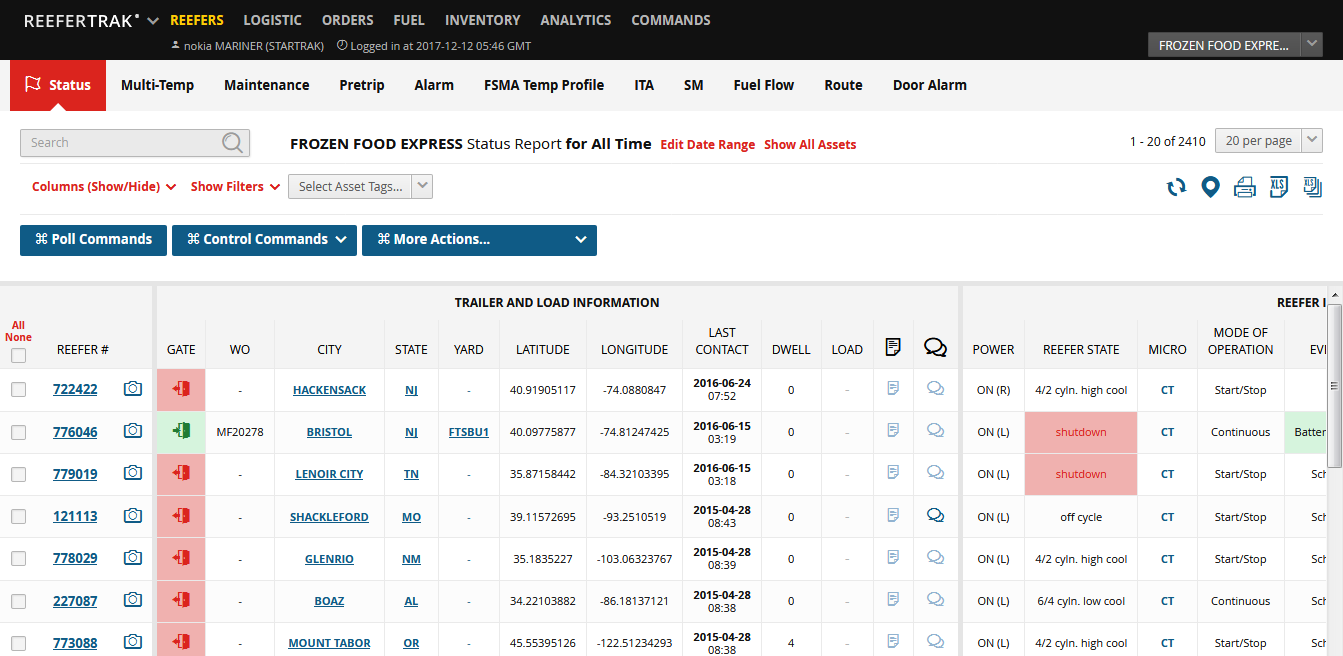 REEFERTRAK REEFERS LOGISTIC ORDERS FUEL INVENTORY ANALYTICS COMMANDS
nokia MARINER (STARTRAK) Logged in at 2017-12-12 05:46 GMT
FROZEN FOOD EXPRE...
Status Multi-Temp Maintenance Pretrip Alarm FSMA Temp Profile ITA SM Fuel Flow Route Door Alarm
Search FROZEN FOOD EXPRESS Status Report for All Time Edit Date Range Show All Assets 1 - 20 of 2410 20 per page
Columns (Show/Hide) Show Filters Select Asset Tags... XLS XLS
⌘ Poll Commands ⌘ Control Commands ⌘ More Actions...
TRAILER AND LOAD INFORMATION REEFER I
All
None
REEFER # GATE WO CITY STATE YARD LATITUDE LONGITUDE LAST CONTACT DWELL LOAD POWER REEFER STATE MICRO MODE OF OPERATION EVI
722422 - HACKENSACK NJ - 40.91905117 -74.0880847 2016-06-24 07:52 0 - ON (R) 4/2 cyln. high cool CT Start/Stop
776046 MF20278 BRISTOL NJ FTSBU1 40.09775877 -74.81247425 2016-06-15 03:19 0 - ON (L) shutdown CT Continuous Batter
779019 - LENOIR CITY TN - 35.87158442 -84.32103395 2016-06-15 03:18 0 - ON (L) shutdown CT Start/Stop Sch
121113 - SHACKLEFORD MO - 39.11572695 -93.2510519 2015-04-28 08:43 0 - ON (L) off cycle CT Start/Stop Sch
778029 - GLENRIO NM - 35.1835227 -103.06323767 2015-04-28 08:39 0 - ON (L) 4/2 cyln. high cool CT Start/Stop Sch
227087 - BOAZ AL - 34.22103882 -86.18137121 2015-04-28 08:38 0 - ON (L) 6/4 cyln. low cool CT Continuous Sch
773088 - MOUNT TABOR OR - 45.55395126 -122.51234293 2015-04-28 08:38 4 - ON (L) 4/2 cyln. high cool CT Start/Stop Sch